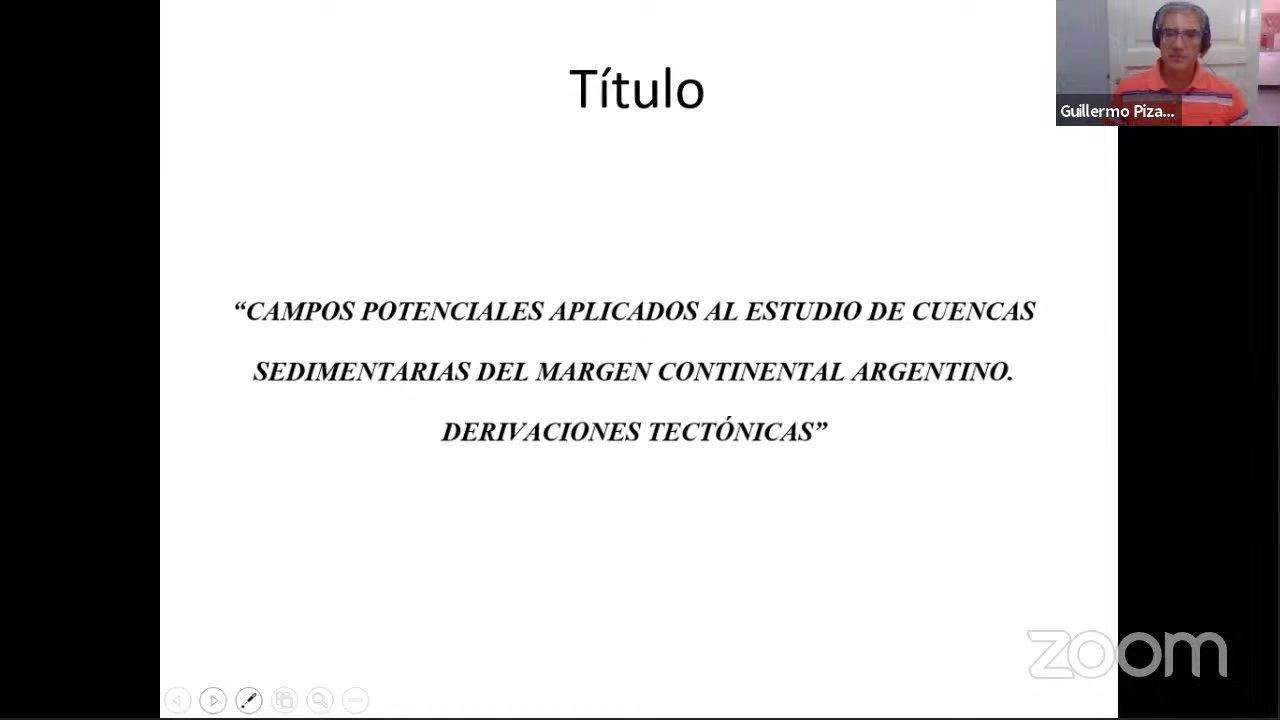 Título
Guillermo Piza...
“CAMPOS POTENCIALES APLICADOS AL ESTUDIO DE CUENCAS
SEDIMENTARIAS DEL MARGEN CONTINENTAL ARGENTINO.
DERIVACIONES TECTÓNICAS”
zoom